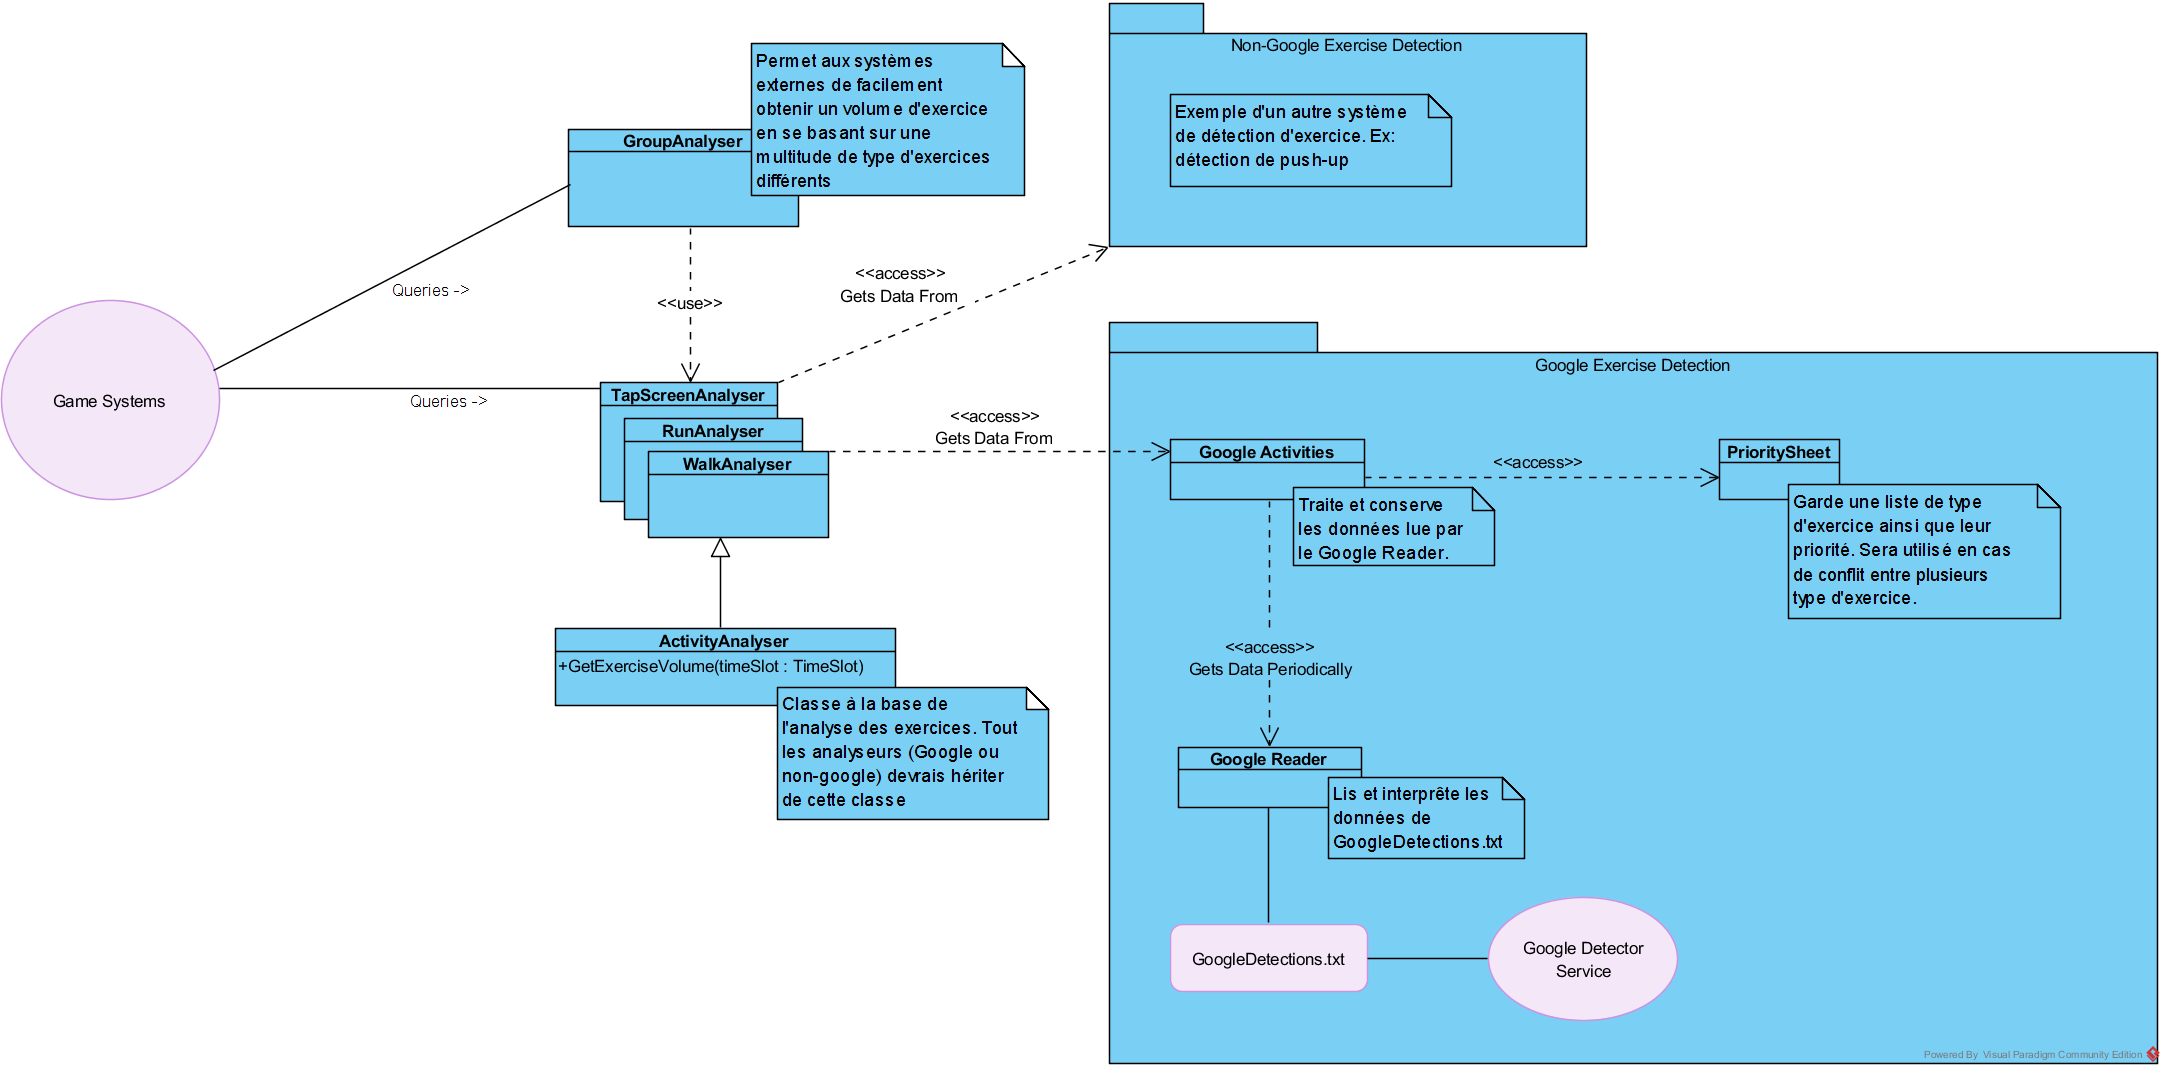 Non-Google Exercise Detection
Exemple d'un autre système
de détection d'exercice. Ex:
détection de push-up
Permet aux systèmes
externes de facilement
obtenir un volume d'exercice
en se basant sur une
multitude de type d'exercices
différents
GroupAnalyser
Queries ->
<<use>>
<<access>>
Gets Data From
Game Systems
Queries ->
TapScreenAnalyser
RunAnalyser
WalkAnalyser
<<access>>
Gets Data From
ActivityAnalyser
+GetExerciseVolume(timeSlot : TimeSlot)
Classe à la base de
l'analyse des exercices. Tout
les analyseurs (Google ou
non-google) devrais hériter
de cette classe
Google Exercise Detection
Google Activities
Traite et conserve
les données lue par
le Google Reader.
<<access>>
PrioritySheet
Garde une liste de type
d'exercice ainsi que leur
priorité. Sera utilisé en cas
de conflit entre plusieurs
type d'exercice.
<<access>>
Gets Data Periodically
Google Reader
Lis et interprête les
données de
GoogleDetections.txt
GoogleDetections.txt
Google Detector
Service
Powered By Visual Paradigm Community Edition